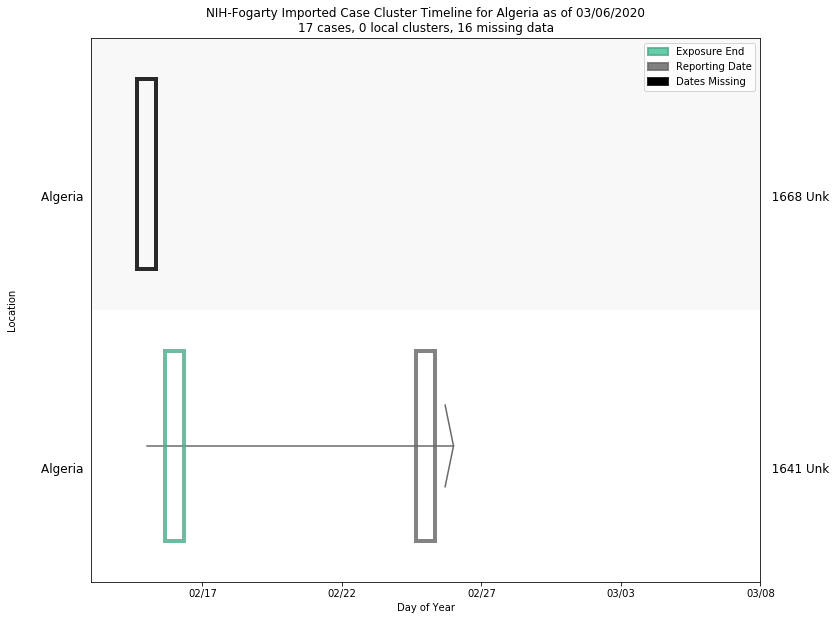 NIH-Fogarty Imported Case Cluster Timeline for Algeria as of 03/06/2020
17 cases, 0 local clusters, 16 missing data
Exposure End
Reporting Date
Dates Missing
Algeria
1668 Unk
Location
Algeria
1641 Unk
02/17
02/22
02/27
03/03
03/08
Day of Year